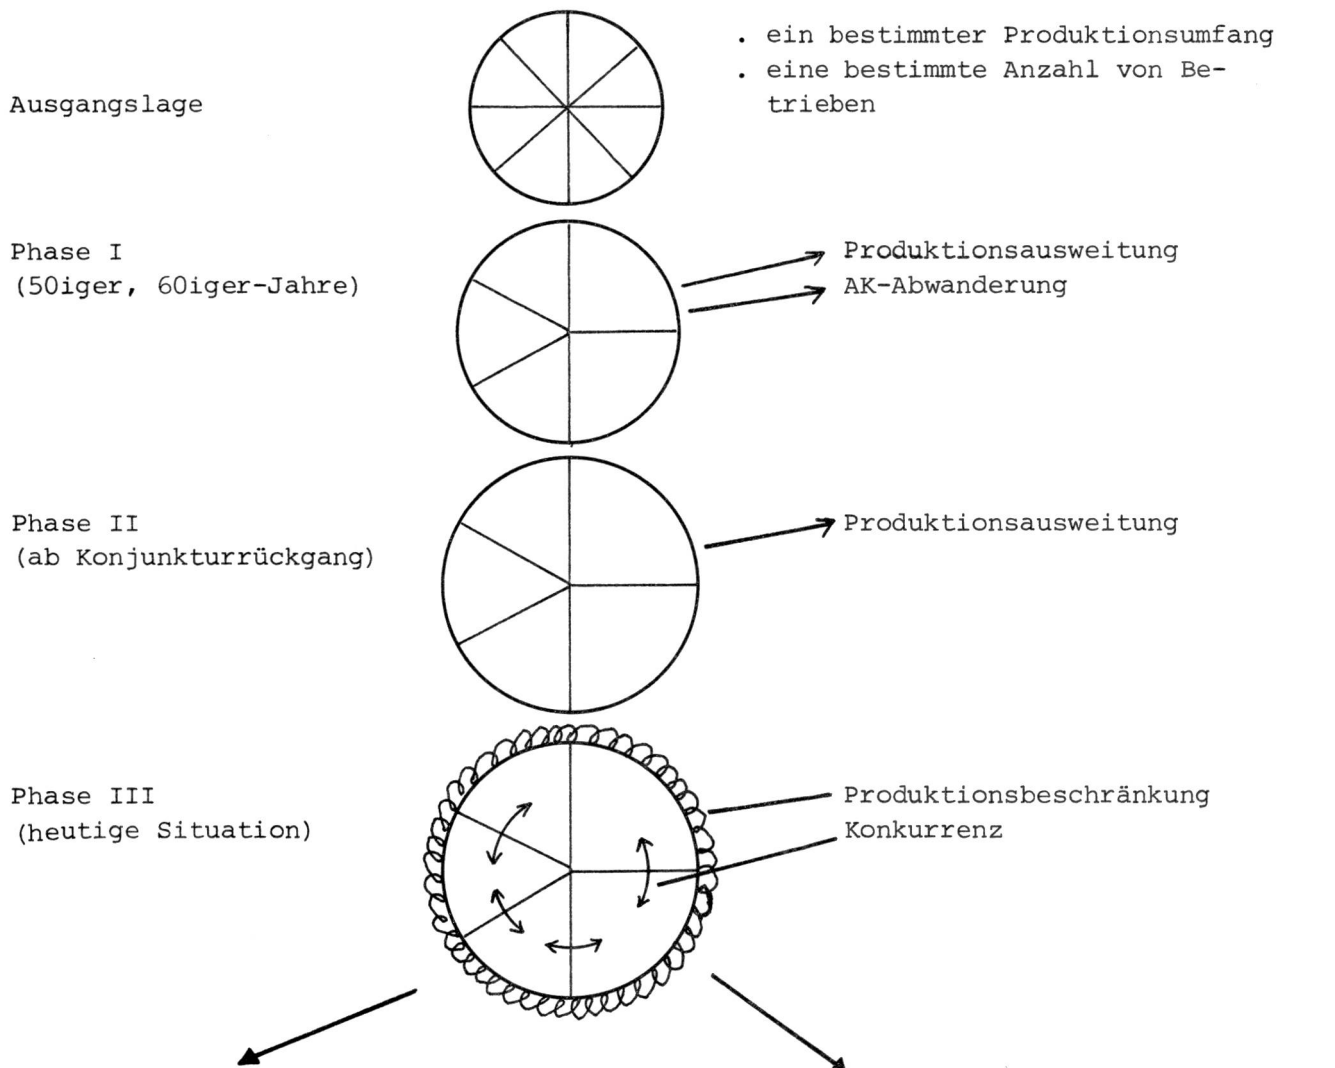 . ein bestimmter Produktionsumfang
. eine bestimmte Anzahl von Be-
trieben
Ausgangslage
Phase I
(50iger, 60iger-Jahre)
Produktionsausweitung
AK-Abwanderung
Phase II
(ab Konjunkturrückgang)
Produktionsausweitung
Phase III
(heutige Situation)
Produktionsbeschränkung
Konkurrenz